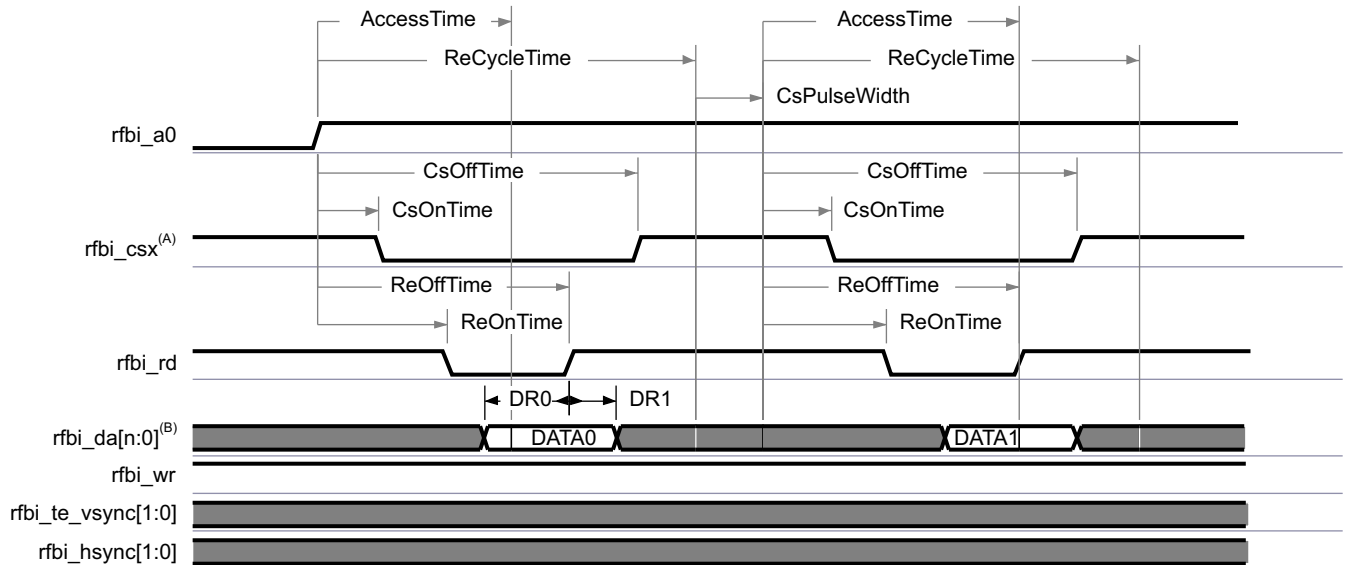 AccessTime AccessTime
ReCycleTime ReCycleTime
CsPulseWidth
rfbi_a0
CsOffTime CsOffTime
CsOnTime CsOnTime
rfbi_csx(A)
ReOffTime ReOffTime
ReOnTime ReOnTime
rfbi_rd
DR0 DR1
rfbi_da[n:0](B) DATA0 DATA1
rfbi_wr
rfbi_te_vsync[1:0]
rfbi_hsync[1:0]